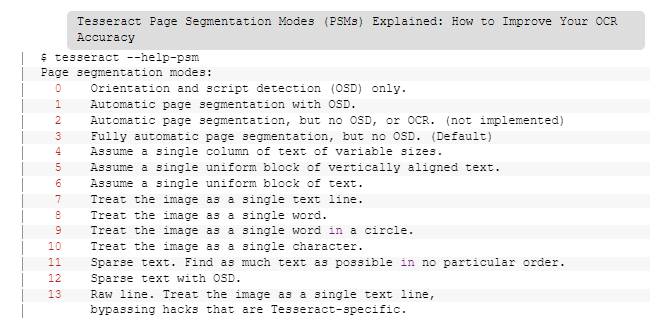 Tesseract Page Segmentation Modes (PSMs) Explained: How to Improve Your OCR
Accuracy
$ tesseract --help-psm
Page segmentation modes:
0 Orientation and script detection (OSD) only.
1 Automatic page segmentation with OSD.
2 Automatic page segmentation, but no OSD, or OCR. (not implemented)
3 Fully automatic page segmentation, but no OSD. (Default)
4 Assume a single column of text of variable sizes.
5 Assume a single uniform block of vertically aligned text.
6 Assume a single uniform block of text.
7 Treat the image as a single text line.
8 Treat the image as a single word.
9 Treat the image as a single word in a circle.
10 Treat the image as a single character.
11 Sparse text. Find as much text as possible in no particular order.
12 Sparse text with OSD.
13 Raw line. Treat the image as a single text line,
bypassing hacks that are Tesseract-specific.